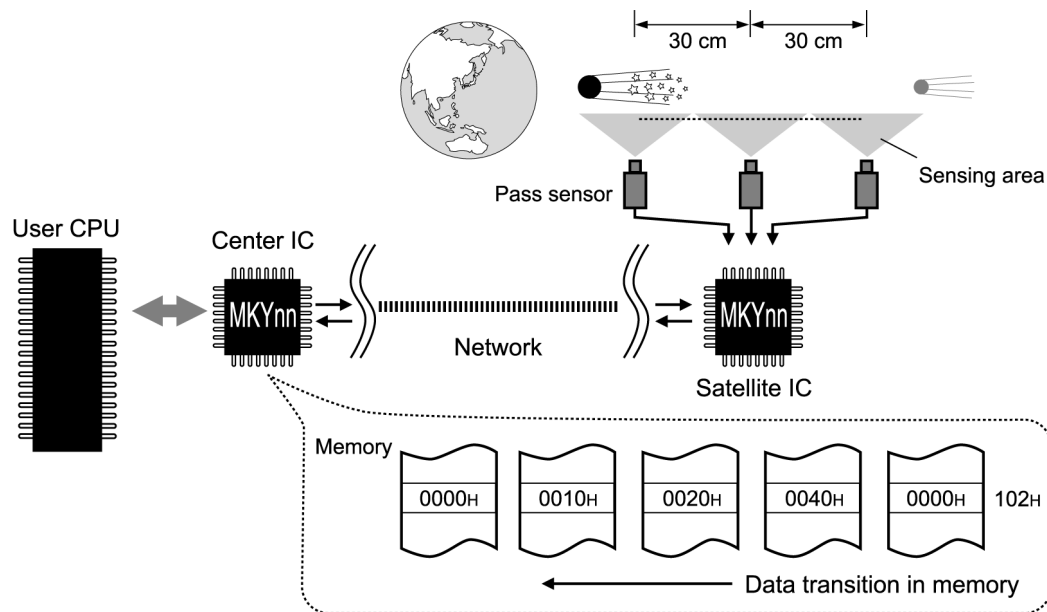 30 cm
30 cm
Pass sensor
Sensing area
User CPU
Center IC
MKYnn
MKYnn
Network
Satellite IC
Memory
0000H
0010H
0020H
0040H
0000H
102H
Data transition in memory